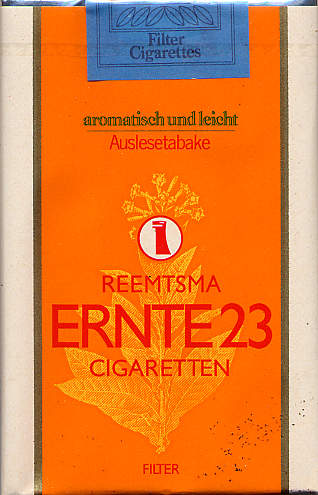 Filter
Cigarettes
aromatisch und leicht
Auslesetabake
REEMTSMA
ERNTE 23
CIGARETTEN
FILTER